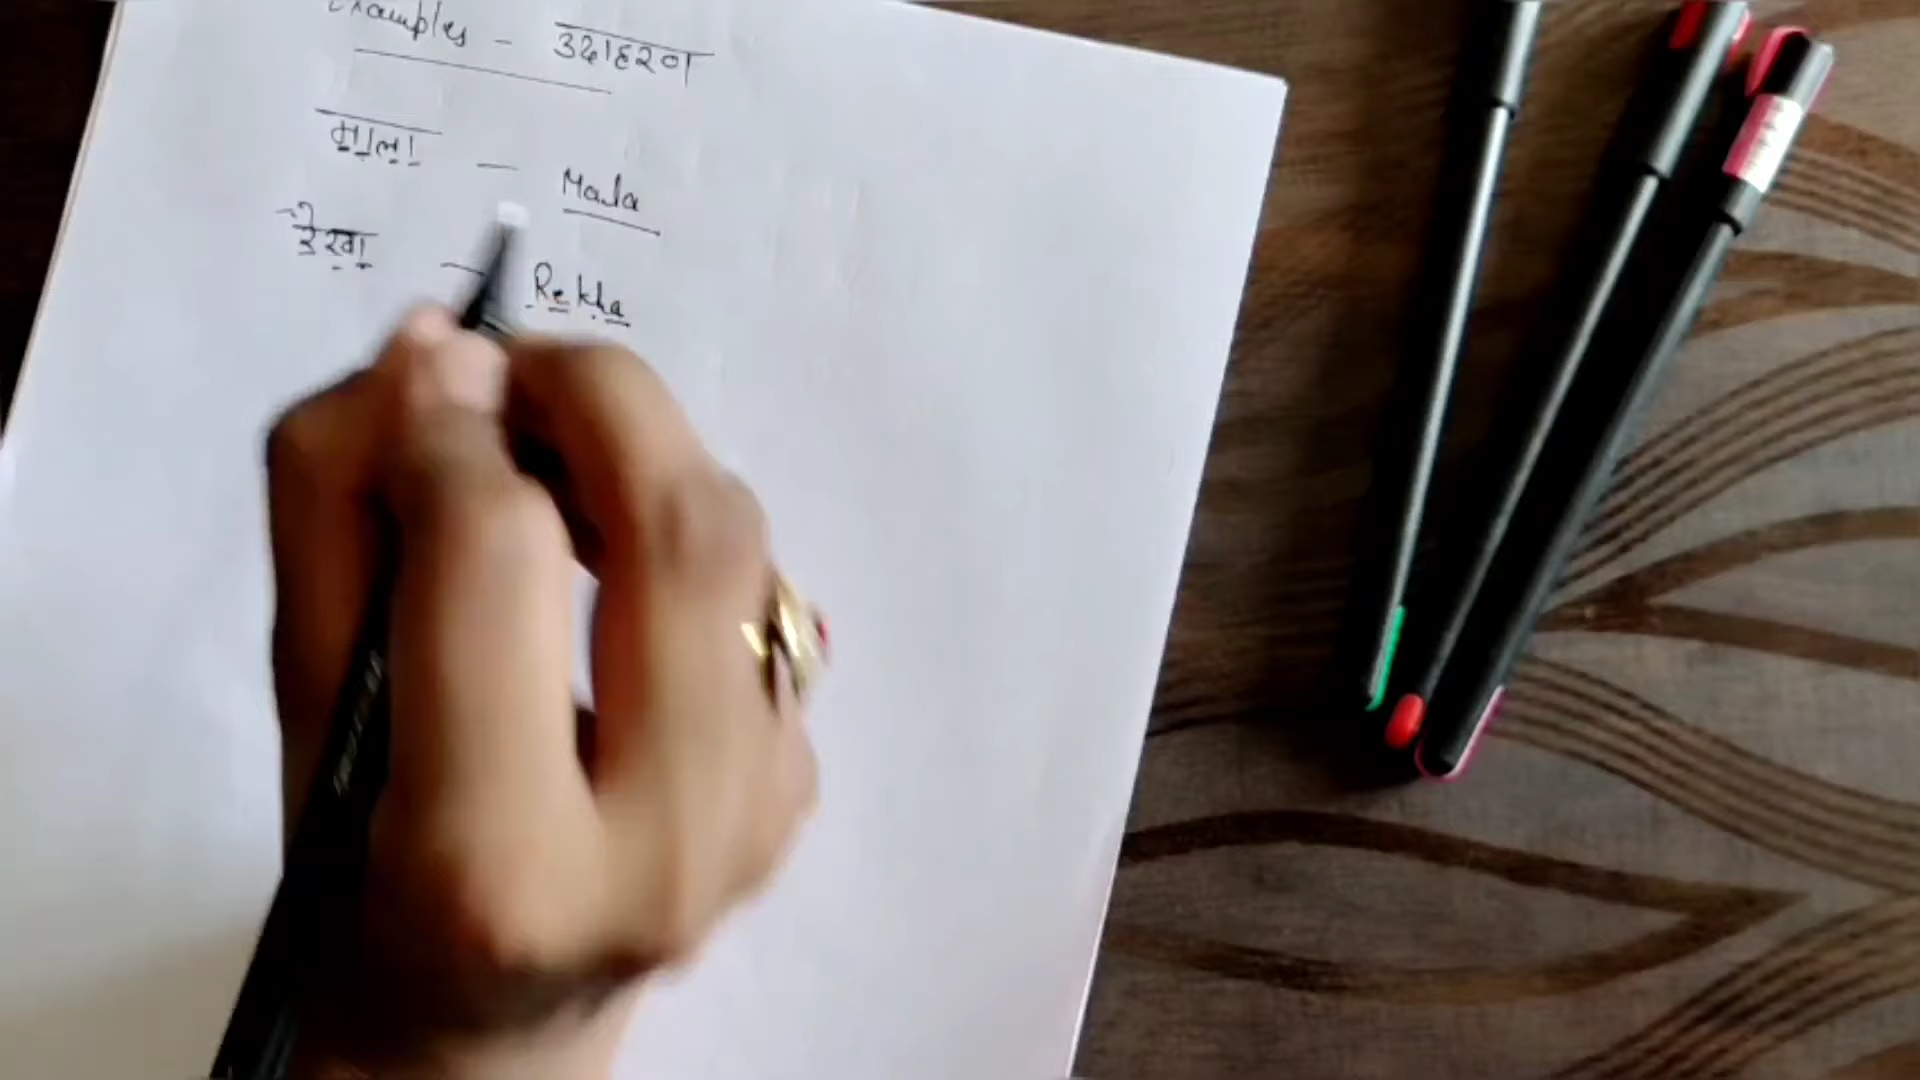 Examples - उदाहरण
माला - Mala
रेखा - Rekha